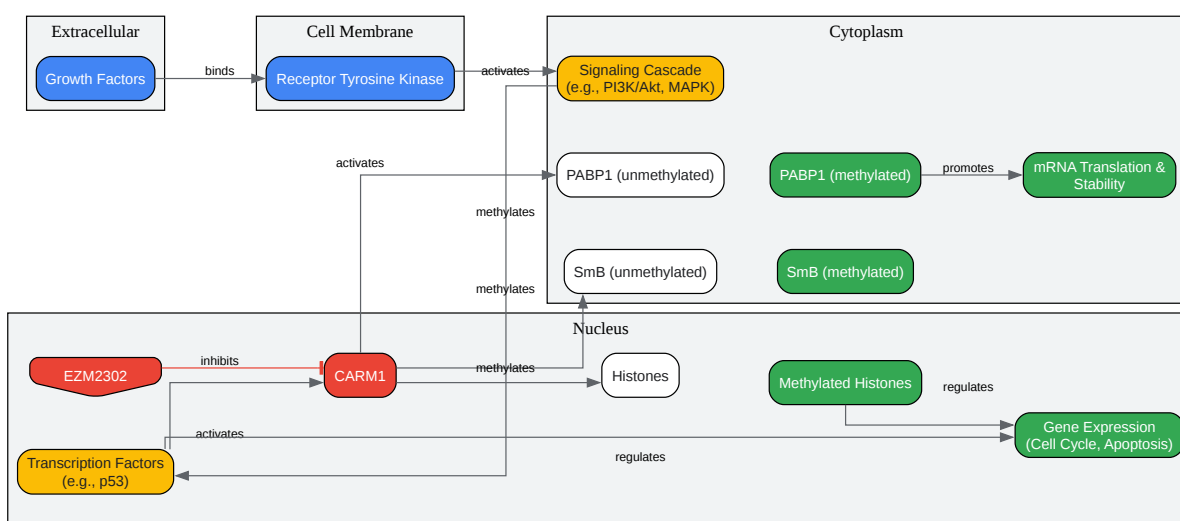 Extracellular
Cell Membrane
Cytoplasm
Growth Factors
binds
Receptor Tyrosine Kinase
activates
Signaling Cascade
(e.g., PI3K/Akt, MAPK)
activates
PABP1 (unmethylated)
PABP1 (methylated)
promotes
mRNA Translation &
Stability
methylates
SmB (unmethylated)
SmB (methylated)
methylates
Nucleus
EZM2302
inhibits
CARM1
methylates
Histones
Methylated Histones
regulates
activates
Gene Expression
(Cell Cycle, Apoptosis)
Transcription Factors
(e.g., p53)
regulates